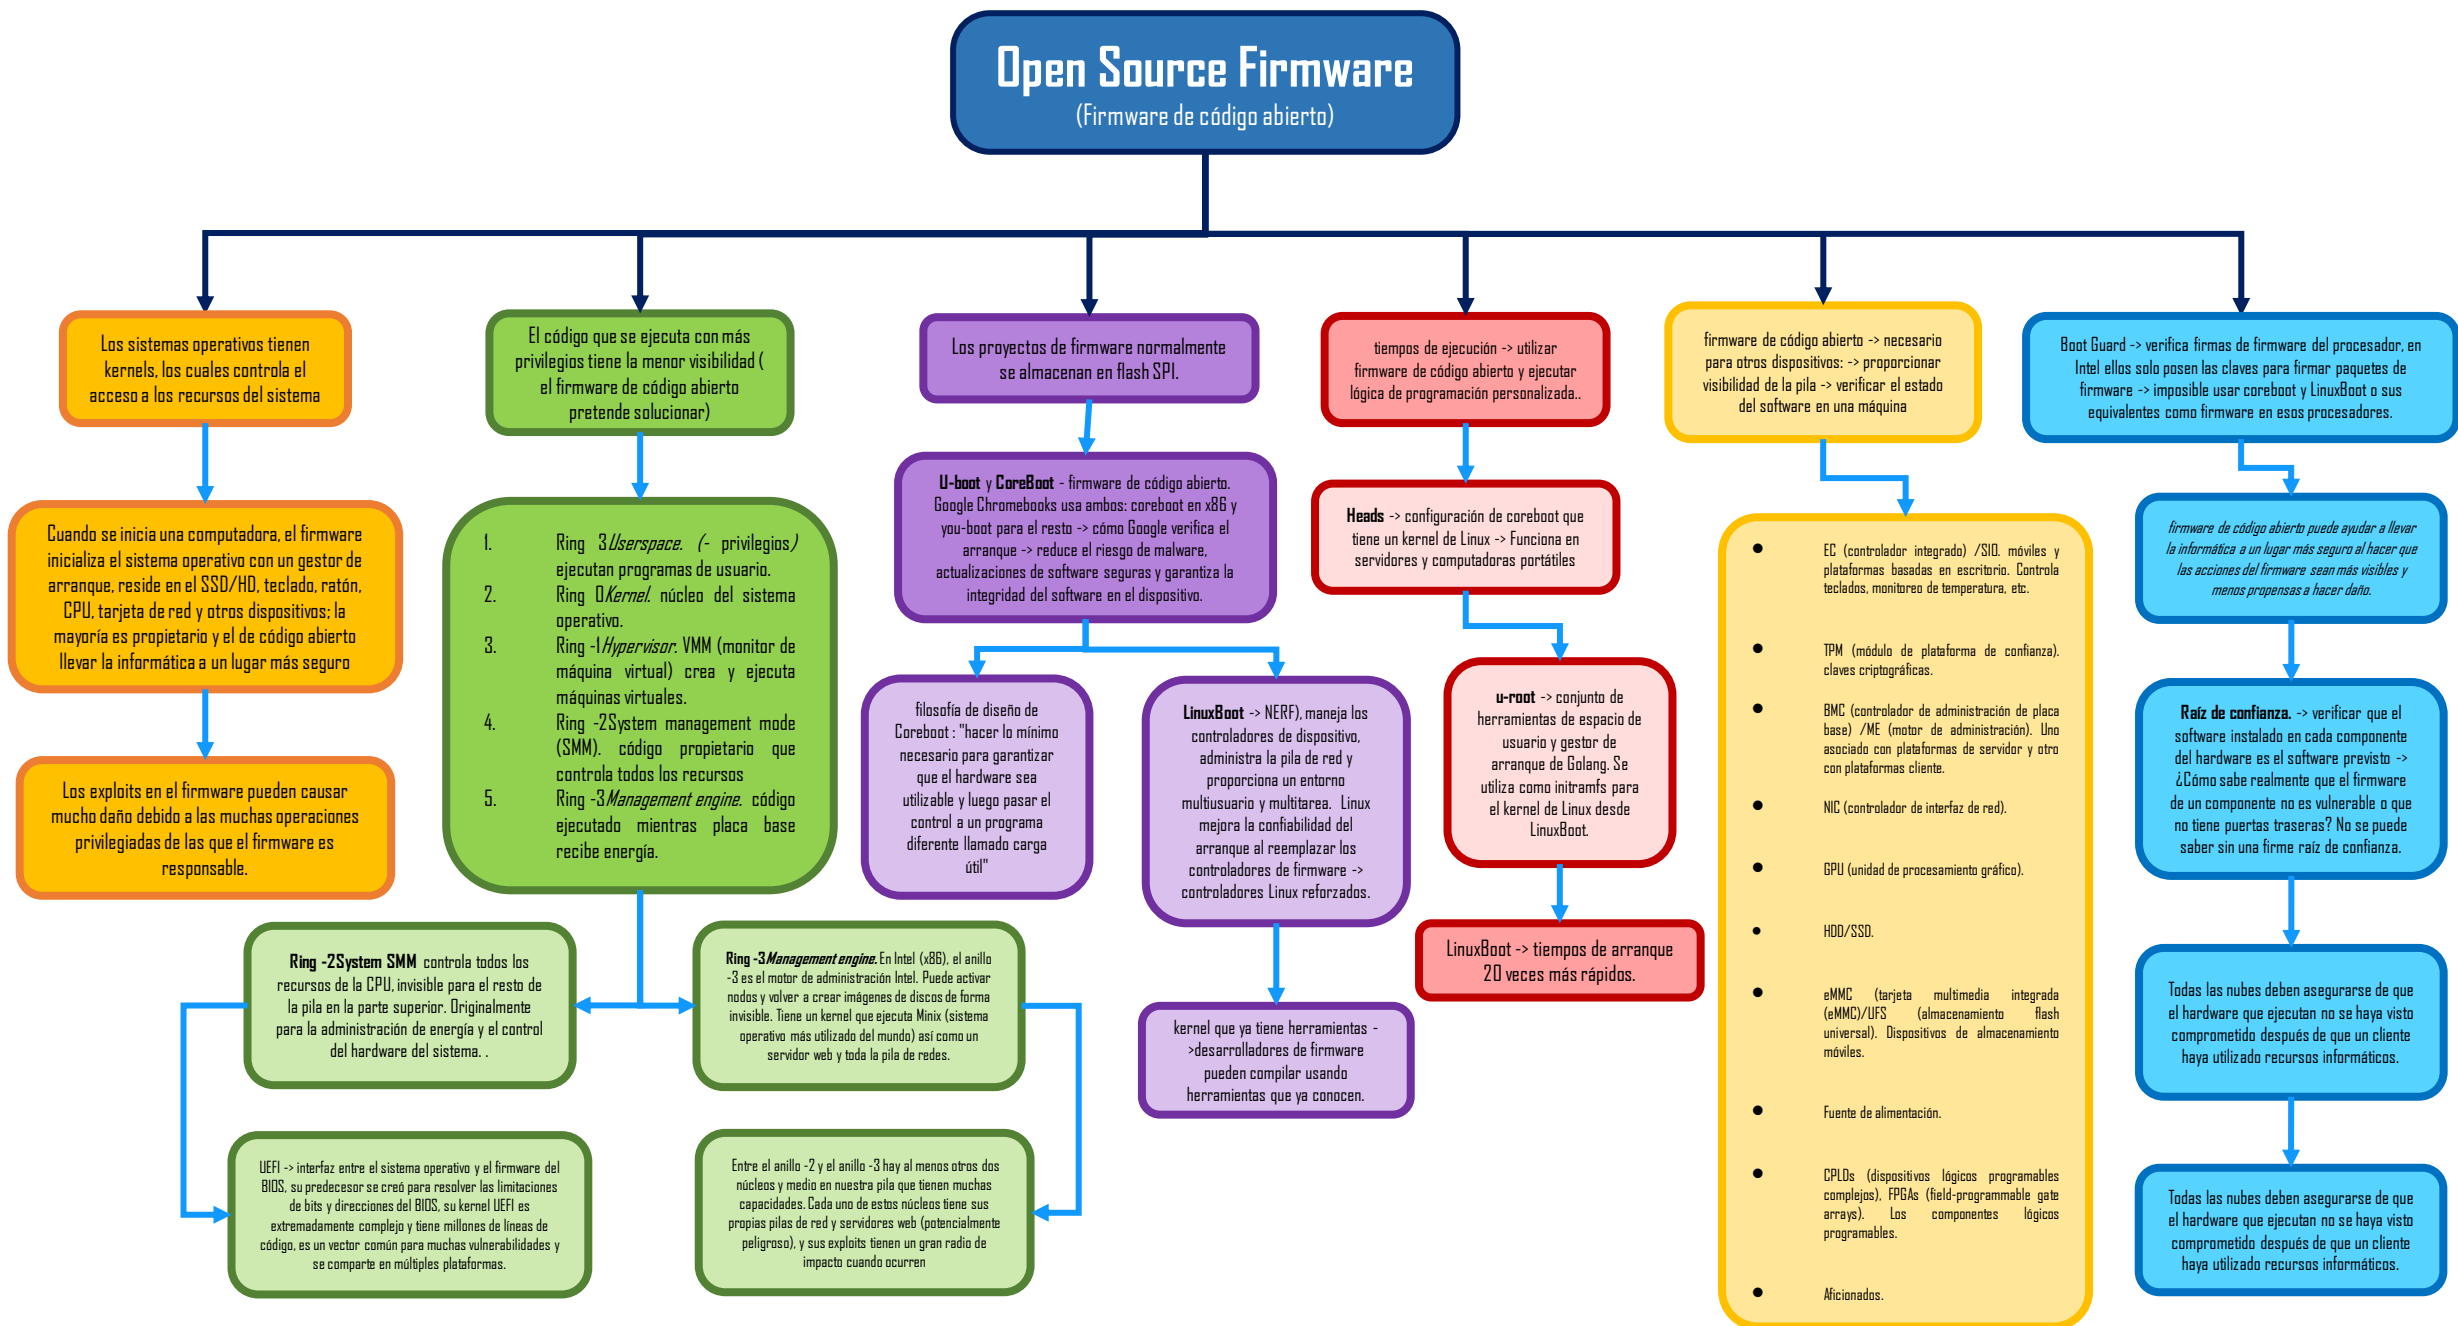 Open Source Firmware
(Firmware de código abierto)
Los sistemas operativos tienen
kernels, los cuales controla el
acceso a los recursos del sistema
Cuando se inicia una computadora, el firmware
inicializa el sistema operativo con un gestor de
arranque, reside en el SSD/HD, teclado, ratón,
CPU, tarjeta de red y otros dispositivos; la
mayoría es propietario y el de código abierto
llevar la informática a un lugar más seguro
Los exploits en el firmware pueden causar
mucho daño debido a las muchas operaciones
privilegiadas de las que el firmware es
responsable.
El código que se ejecuta con más
privilegios tiene la menor visibilidad (
el firmware de código abierto
pretende solucionar)
1. Ring 3Userspace. (- privilegios)
ejecutan programas de usuario.
2. Ring 0Kernel. núcleo del sistema
operativo.
3. Ring -1Hypervisor. VMM (monitor de
máquina virtual) crea y ejecuta
máquinas virtuales.
4. Ring -2System management mode
(SMM). código propietario que
controla todos los recursos
5. Ring -3Management engine. código
ejecutado mientras placa base
recibe energía.
Ring -2System SMM controla todos los
recursos de la CPU, invisible para el resto de
la pila en la parte superior. Originalmente
para la administración de energía y el control
del hardware del sistema. .
UEFI -> interfaz entre el sistema operativo y el firmware del
BIOS, su predecesor se creó para resolver las limitaciones
de bits y direcciones del BIOS, su kernel UEFI es
extremadamente complejo y tiene millones de líneas de
código, es un vector común para muchas vulnerabilidades y
se comparte en múltiples plataformas.
Ring -3Management engine. En Intel (x86), el anillo
-3 es el motor de administración Intel. Puede activar
nodos y volver a crear imágenes de discos de forma
invisible. Tiene un kernel que ejecuta Minix (sistema
operativo más utilizado del mundo) así como un
servidor web y toda la pila de redes.
Entre el anillo -2 y el anillo -3 hay al menos otros dos
núcleos y medio en nuestra pila que tienen muchas
capacidades. Cada uno de estos núcleos tiene sus
propias pilas de red y servidores web (potencialmente
peligroso), y sus exploits tienen un gran radio de
impacto cuando ocurren
Los proyectos de firmware normalmente
se almacenan en flash SPI.
U-boot y CoreBoot - firmware de código abierto.
Google Chromebooks usa ambos: coreboot en x86 y
you-boot para el resto -> cómo Google verifica el
arranque -> reduce el riesgo de malware,
actualizaciones de software seguras y garantiza la
integridad del software en el dispositivo.
filosofía de diseño de
Coreboot : "hacer lo mínimo
necesario para garantizar
que el hardware sea
utilizable y luego pasar el
control a un programa
diferente llamado carga
útil"
LinuxBoot -> NERF), maneja los
controladores de dispositivo,
administra la pila de red y
proporciona un entorno
multiusuario y multitarea. Linux
mejora la confiabilidad del
arranque al reemplazar los
controladores de firmware ->
controladores Linux reforzados.
kernel que ya tiene herramientas -
>desarrolladores de firmware
pueden compilar usando
herramientas que ya conocen.
tiempos de ejecución -> utilizar
firmware de código abierto y ejecutar
lógica de programación personalizada..
Heads -> configuración de coreboot que
tiene un kernel de Linux -> Funciona en
servidores y computadoras portátiles
u-root -> conjunto de
herramientas de espacio de
usuario y gestor de
arranque de Golang. Se
utiliza como initramfs para
el kernel de Linux desde
LinuxBoot.
LinuxBoot -> tiempos de arranque
20 veces más rápidos.
firmware de código abierto -> necesario
para otros dispositivos: -> proporcionar
visibilidad de la pila -> verificar el estado
del software en una máquina
• EC (controlador integrado) /SIO. móviles y
plataformas basadas en escritorio. Controla
teclados, monitoreo de temperatura, etc.
• TPM (módulo de plataforma de confianza).
claves criptográficas.
• BMC (controlador de administración de placa
base) /ME (motor de administración). Uno
asociado con plataformas de servidor y otro
con plataformas cliente.
• NIC (controlador de interfaz de red).
• GPU (unidad de procesamiento gráfico).
• HDD/SSD.
• eMMC (tarjeta multimedia integrada
(eMMC)/UFS (almacenamiento flash
universal). Dispositivos de almacenamiento
móviles.
• Fuente de alimentación.
• CPLDs (dispositivos lógicos programables
complejos), FPGAs (field-programmable gate
arrays). Los componentes lógicos
programables.
• Aficionados.
Boot Guard -> verifica firmas de firmware del procesador, en
Intel ellos solo posen las claves para firmar paquetes de
firmware -> imposible usar coreboot y LinuxBoot o sus
equivalentes como firmware en esos procesadores.
firmware de código abierto puede ayudar a llevar
la informática a un lugar más seguro al hacer que
las acciones del firmware sean más visibles y
menos propensas a hacer daño.
Raíz de confianza. -> verificar que el
software instalado en cada componente
del hardware es el software previsto ->
¿Cómo sabe realmente que el firmware
de un componente no es vulnerable o que
no tiene puertas traseras? No se puede
saber sin una firme raíz de confianza.
Todas las nubes deben asegurarse de que
el hardware que ejecutan no se haya visto
comprometido después de que un cliente
haya utilizado recursos informáticos.
Todas las nubes deben asegurarse de que
el hardware que ejecutan no se haya visto
comprometido después de que un cliente
haya utilizado recursos informáticos.